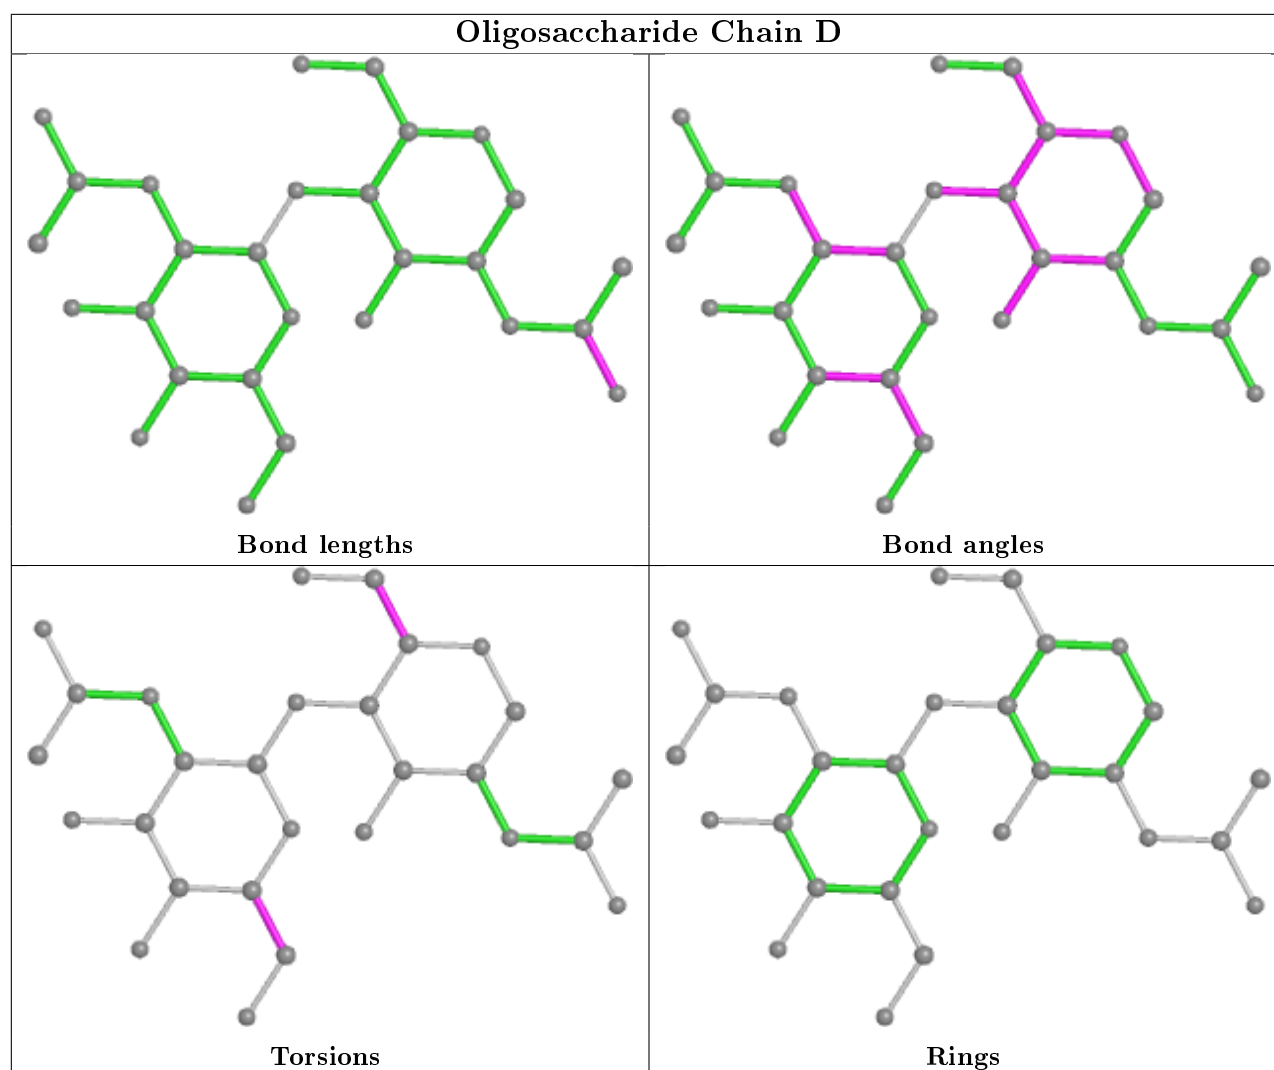 Oligosaccharide Chain D
Bond lengths
Bond angles
Torsions
Rings